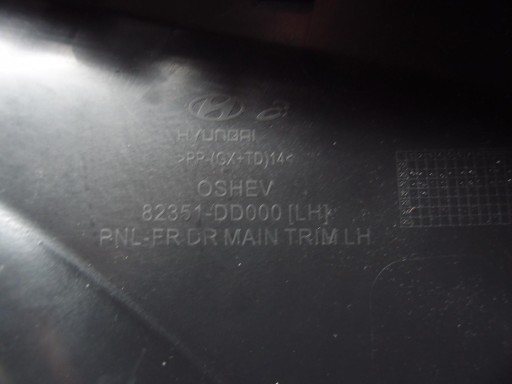 HYUNDAI
>PP-(GX+TD)14<
OSHEV
82351-DD000 [LH]
PNL-FR DR MAIN TRIM LH